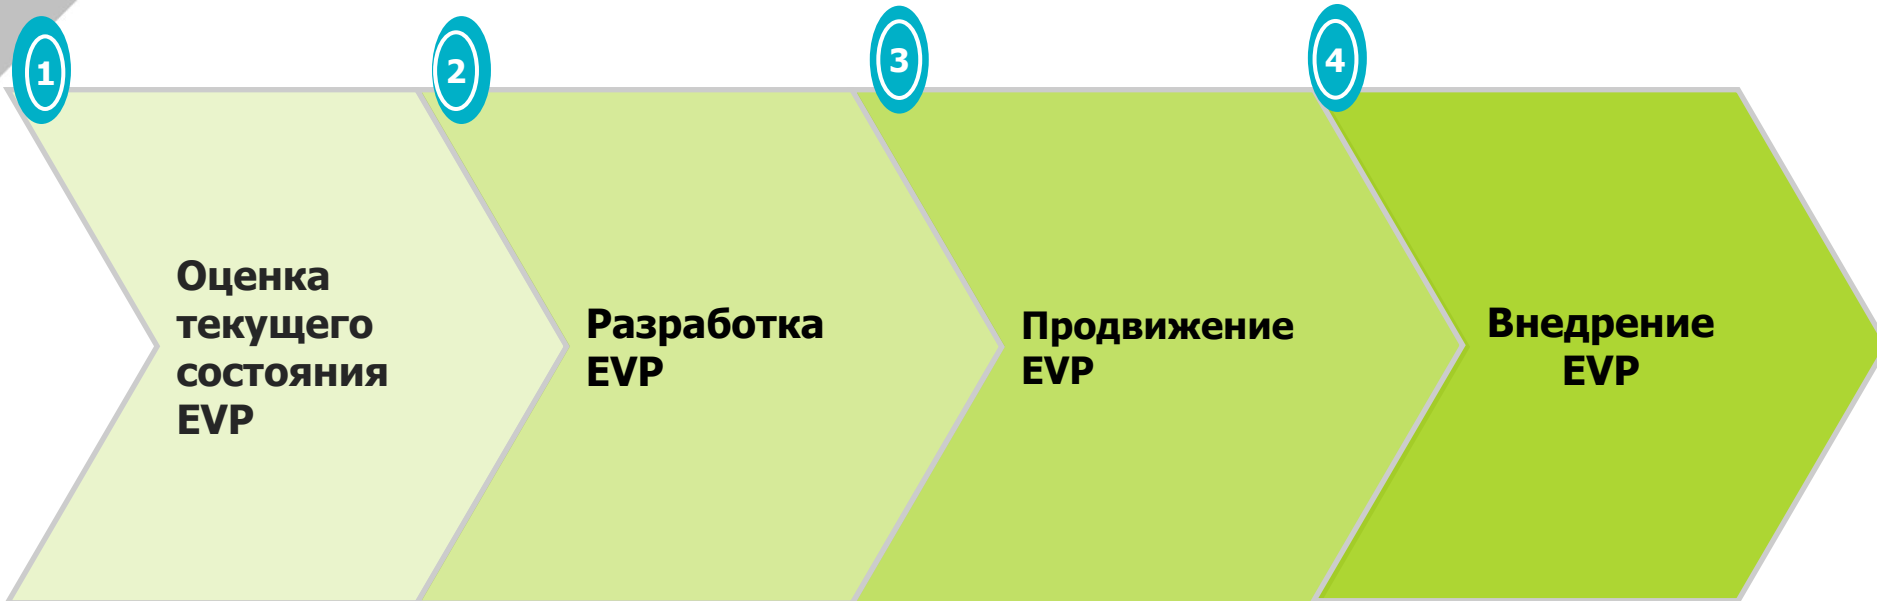 1
2
3
4
Оценка
текущего
состояния
EVP
Разработка
EVP
Продвижение
EVP
Внедрение
EVP